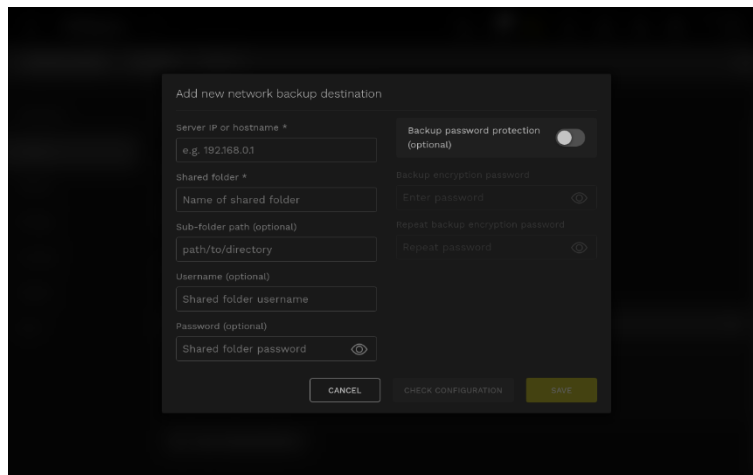 Add new network backup destination
Server IP or hostname *
e.g. 192.168.0.1
Shared folder *
Name of shared folder
Sub-folder path (optional)
path/to/directory
Username (optional)
Shared folder username
Password (optional)
Shared folder password
Backup password protection
(optional)
Backup encryption password
Enter password
Repeat backup encryption password
Repeat password
CANCEL
CHECK CONFIGURATION
SAVE